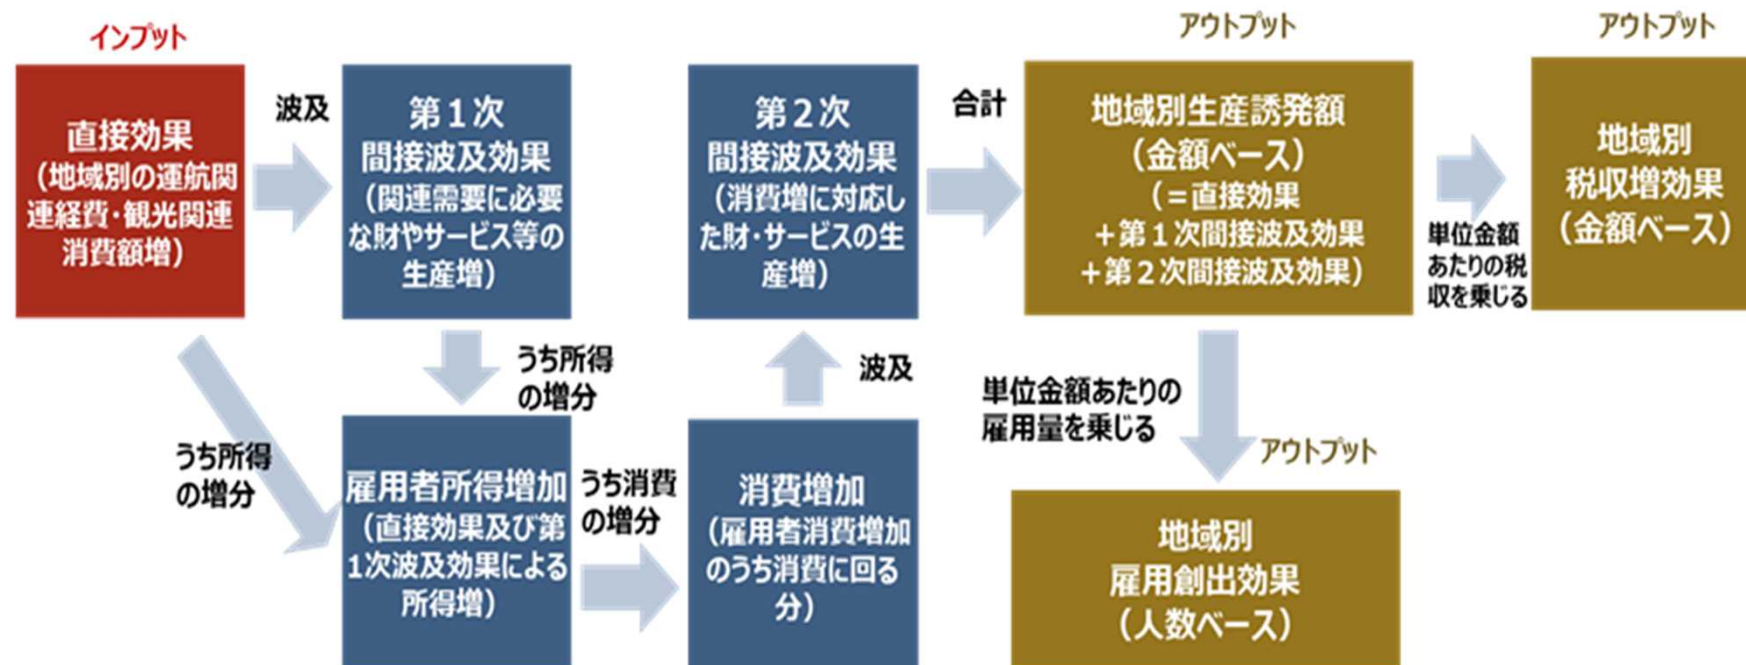 インプット
直接効果
（地域別の運航関
連経費・観光関連
消費額増）
波及
第１次
間接波及効果
（関連需要に必要
な財やサービス等の
生産増）
第２次
間接波及効果
（消費増に対応し
た財・サービスの生
産増）
合計
アウトプット
地域別生産誘発額
（金額ベース）
（＝直接効果
＋第１次間接波及効果
＋第２次間接波及効果）
単位金額
あたりの税
収を乗じる
アウトプット
地域別
税収増効果
（金額ベース）
うち所得
の増分
うち所得
の増分
雇用者所得増加
（直接効果及び第
1次波及効果による
所得増）
うち消費
の増分
消費増加
（雇用者消費増加
のうち消費に回る
分）
波及
単位金額あたりの
雇用量を乗じる
アウトプット
地域別
雇用創出効果
（人数ベース）